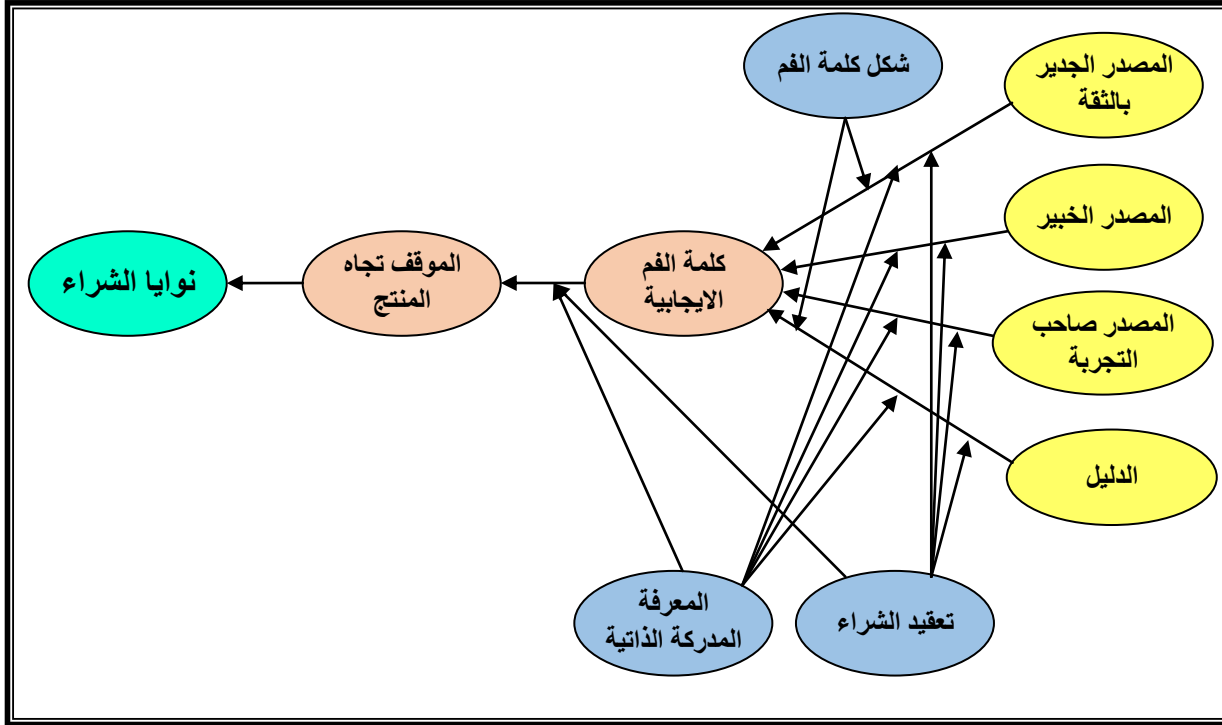 شكل كلمة الفم
المصدر الجدير
بالثقة
المصدر الخبير
كلمة الفم
الايجابية
الموقف تجاه
المنتج
نوايا الشراء
المصدر صاحب
التجربة
الدليل
تعقيد الشراء
المعرفة
المدركة الذاتية